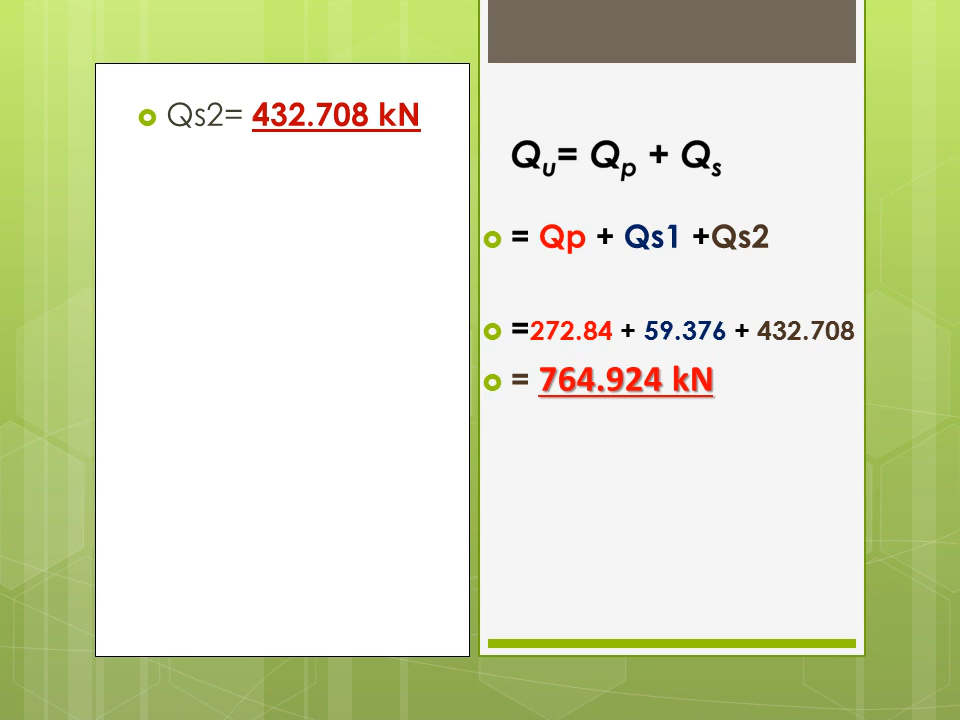 Qs2= 432.708 kN
Qu= Qp + Qs
= Qp + Qs1 +Qs2
=272.84 + 59.376 + 432.708
= 764.924 kN